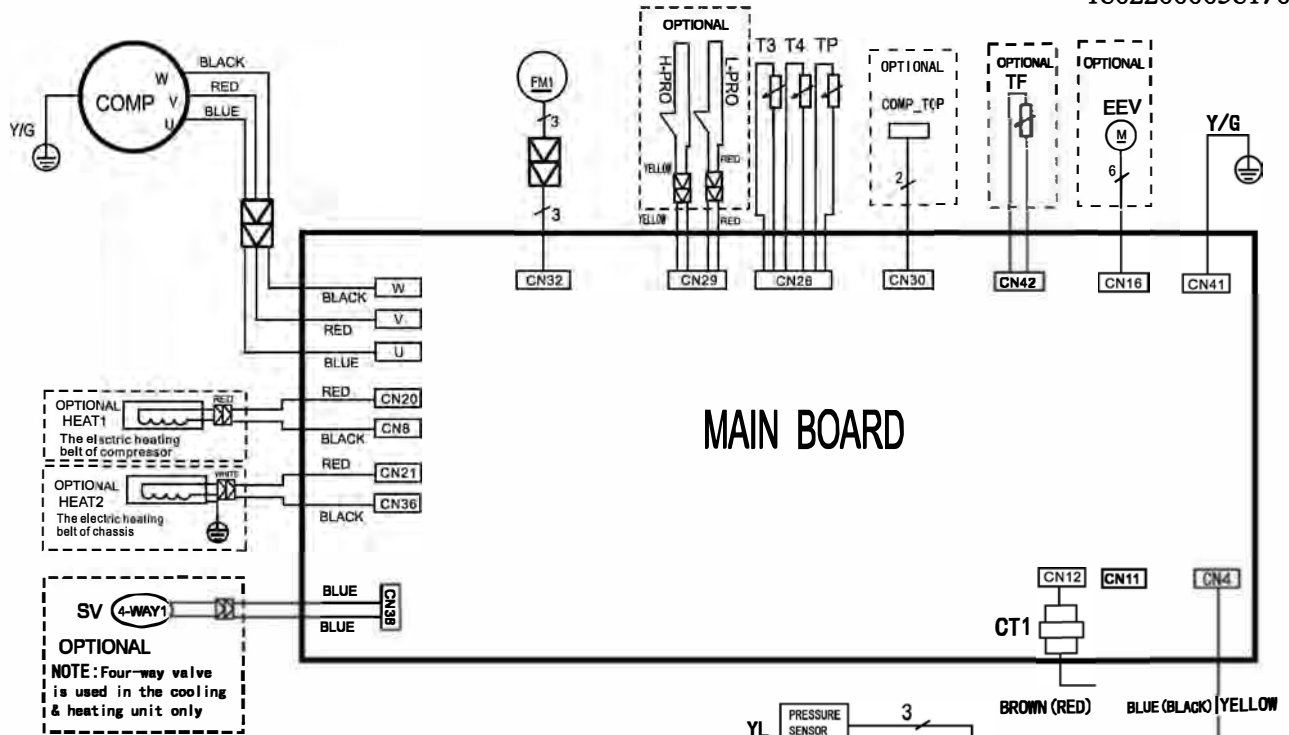 OPTIONAL
H-PRO
L-PRO
YELLOW
RED
YELLOW
RED
T3 T4 TP
OPTIONAL
COMP_TOP
2
OPTIONAL
TF
OPTIONAL
EEV
M
6
Y/G
FM1
3
3
BLACK
RED
BLUE
COMP
W
V
U
Y/G
CN32
CN29
CN28
CN30
CN42
CN16
CN41
BLACK
W
RED
V
BLUE
U
OPTIONAL
HEAT1
RED
The electric heating
belt of compressor
RED
CN20
BLACK
CN8
OPTIONAL
HEAT2
WHITE
The electric heating
belt of chassis
RED
CN21
BLACK
CN36
MAIN BOARD
SV
4-WAY1
OPTIONAL
NOTE:Four-way valve
is used in the cooling
& heating unit only
BLUE
BLUE
CN38
CN12
CN11
CN4
CT1
BROWN(RED)
BLUE(BLACK)
YELLOW
YL
PRESSURE
SENSOR
3